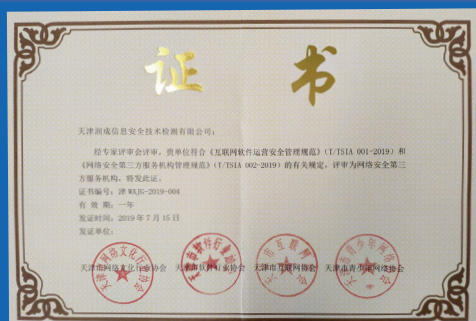 证 书
天津润成信息安全技术检测有限公司：
经专家评审会评审，贵单位符合《互联网软件运营安全管理规范》（T/TSIA 001-2019）和
《网络安全第三方服务机构管理规范》（T/TSIA 002-2019）的有关规定，评审为网络安全第三
方服务机构，特发此证。
证书编号：津 WAJG-2019-004
有 效 期：一年
发证时间：2019 年 7 月 15 日
发证单位：
天津市网络文化行业协会 天津市软件行业协会 天津市互联网协会 天津市青少年网络协会